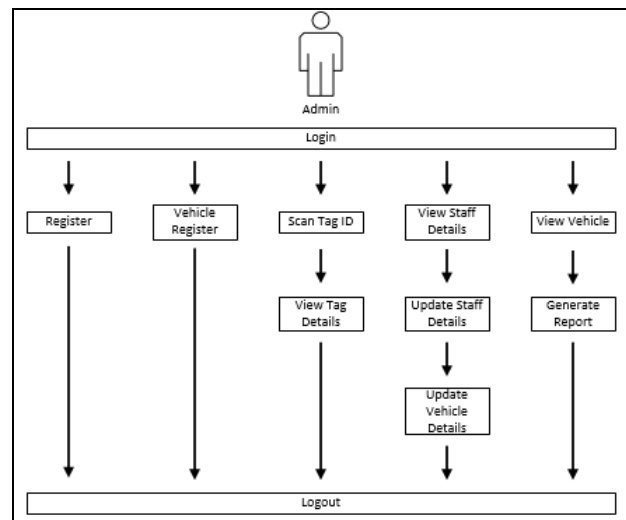 Admin
Login
Register
Vehicle
Register
Scan Tag ID
View Staff
Details
View Vehicle
View Tag
Details
Update Staff
Details
Generate
Report
Update
Vehicle
Details
Logout